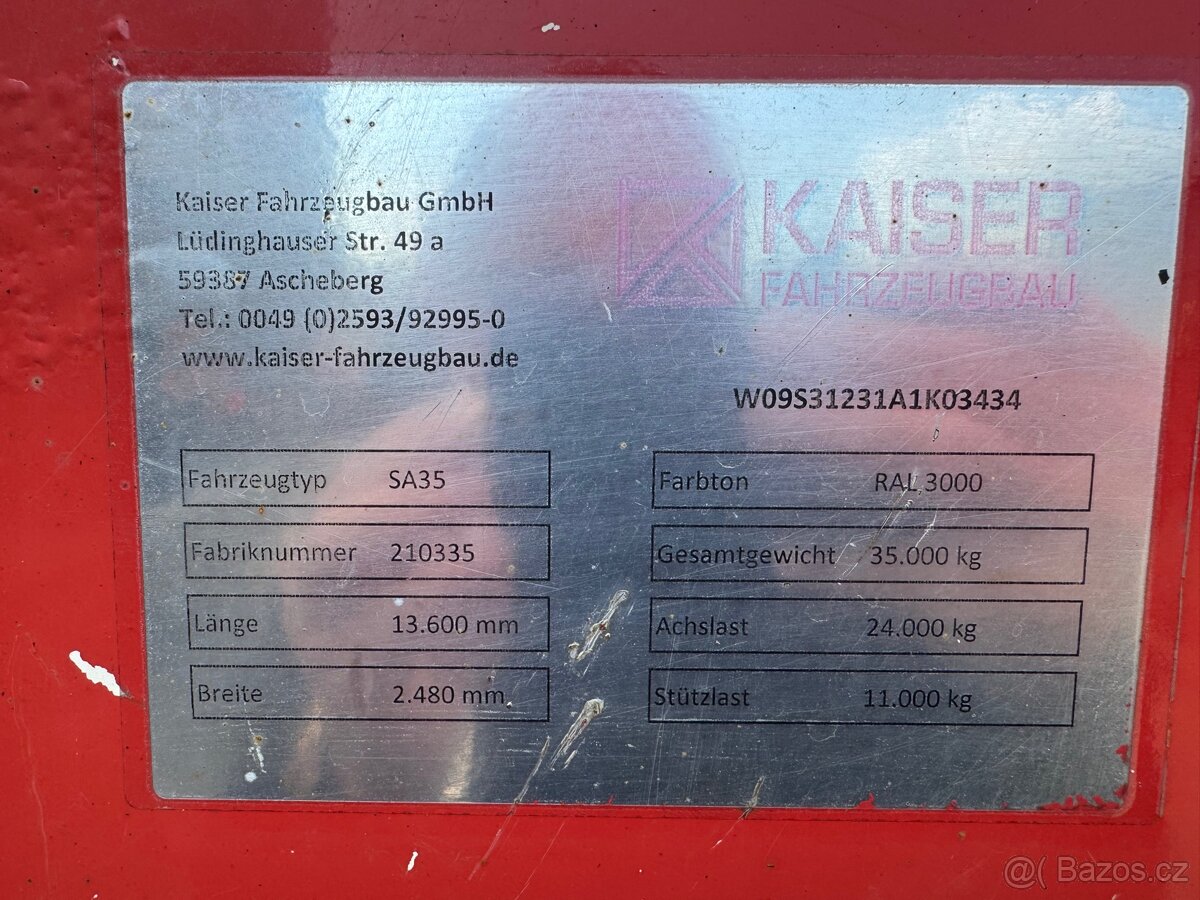 Kaiser Fahrzeugbau GmbH
Lüdinghauser Str. 49 a
59387 Ascheberg
Tel.: 0049 (0)2593/92995-0
www.kaiser-fahrzeugbau.de
KAISER
FAHRZEUGBAU
W09S31231A1K03434
Fahrzeugtyp SA35
Fabriknummer 210335
Länge 13.600 mm
Breite 2.480 mm
Farbton RAL 3000
Gesamtgewicht 35.000 kg
Achslast 24.000 kg
Stützlast 11.000 kg
@( Bazos.cz